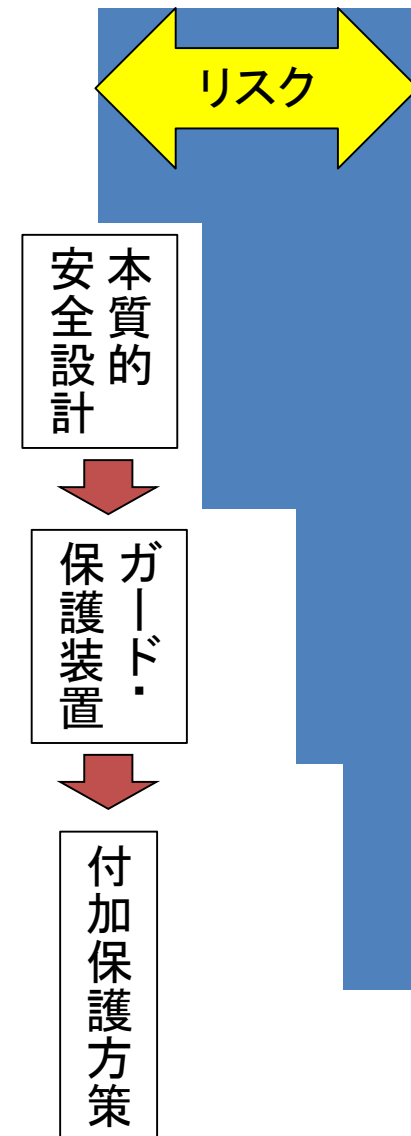 リスク
本質的
安全設計
ガード・
保護装置
付加保護方策